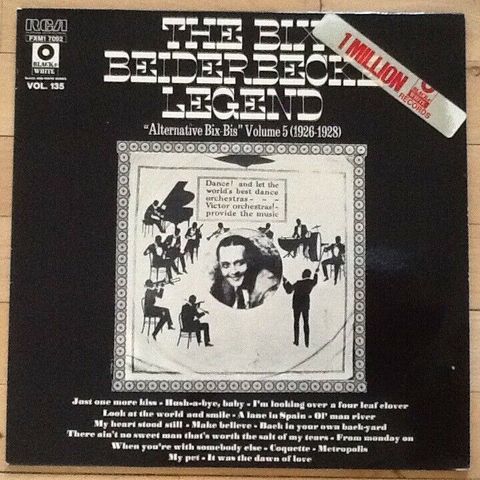 RCA
FXM1 7092
BLACK &
WHITE
VOL. 135
THE BIX
BEIDERBECKE
LEGEND
1 MILLION
BLACK
WHITE
RECORDS
"Alternative Bix-Bis" Volume 5 (1926-1928)
Dance! and let the
world's best dance
orchestras - - -
Victor orchestras!-
provide the music
Just one more kiss - Hush-a-bye, baby - I'm looking over a four leaf clover
Look at the world and smile - A lane in Spain - Ol' man river
My heart stood still - Make believe - Back in your own back-yard
There ain't no sweet man that's worth the salt of my tears - From monday on
When you're with somebody else - Coquette - Metropolis
My pet - It was the dawn of love